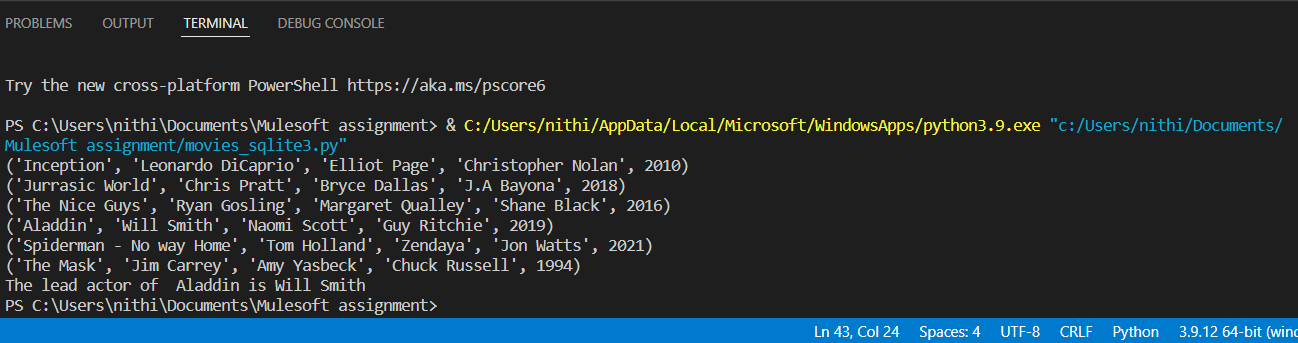 PROBLEMS OUTPUT TERMINAL DEBUG CONSOLE
Try the new cross-platform PowerShell https://aka.ms/pscore6
PS C:\Users\nithi\Documents\Mulesoft assignment> & C:/Users/nithi/AppData/Local/Microsoft/WindowsApps/python3.9.exe "c:/Users/nithi/Documents/
Mulesoft assignment/movies_sqlite3.py"
('Inception', 'Leonardo DiCaprio', 'Elliot Page', 'Christopher Nolan', 2010)
('Jurrasic World', 'Chris Pratt', 'Bryce Dallas', 'J.A Bayona', 2018)
('The Nice Guys', 'Ryan Gosling', 'Margaret Qualley', 'Shane Black', 2016)
('Aladdin', 'Will Smith', 'Naomi Scott', 'Guy Ritchie', 2019)
('Spiderman - No way Home', 'Tom Holland', 'Zendaya', 'Jon Watts', 2021)
('The Mask', 'Jim Carrey', 'Amy Yasbeck', 'Chuck Russell', 1994)
The lead actor of  Aladdin is Will Smith
PS C:\Users\nithi\Documents\Mulesoft assignment>
Ln 43, Col 24 Spaces: 4 UTF-8 CRLF Python 3.9.12 64-bit (wind